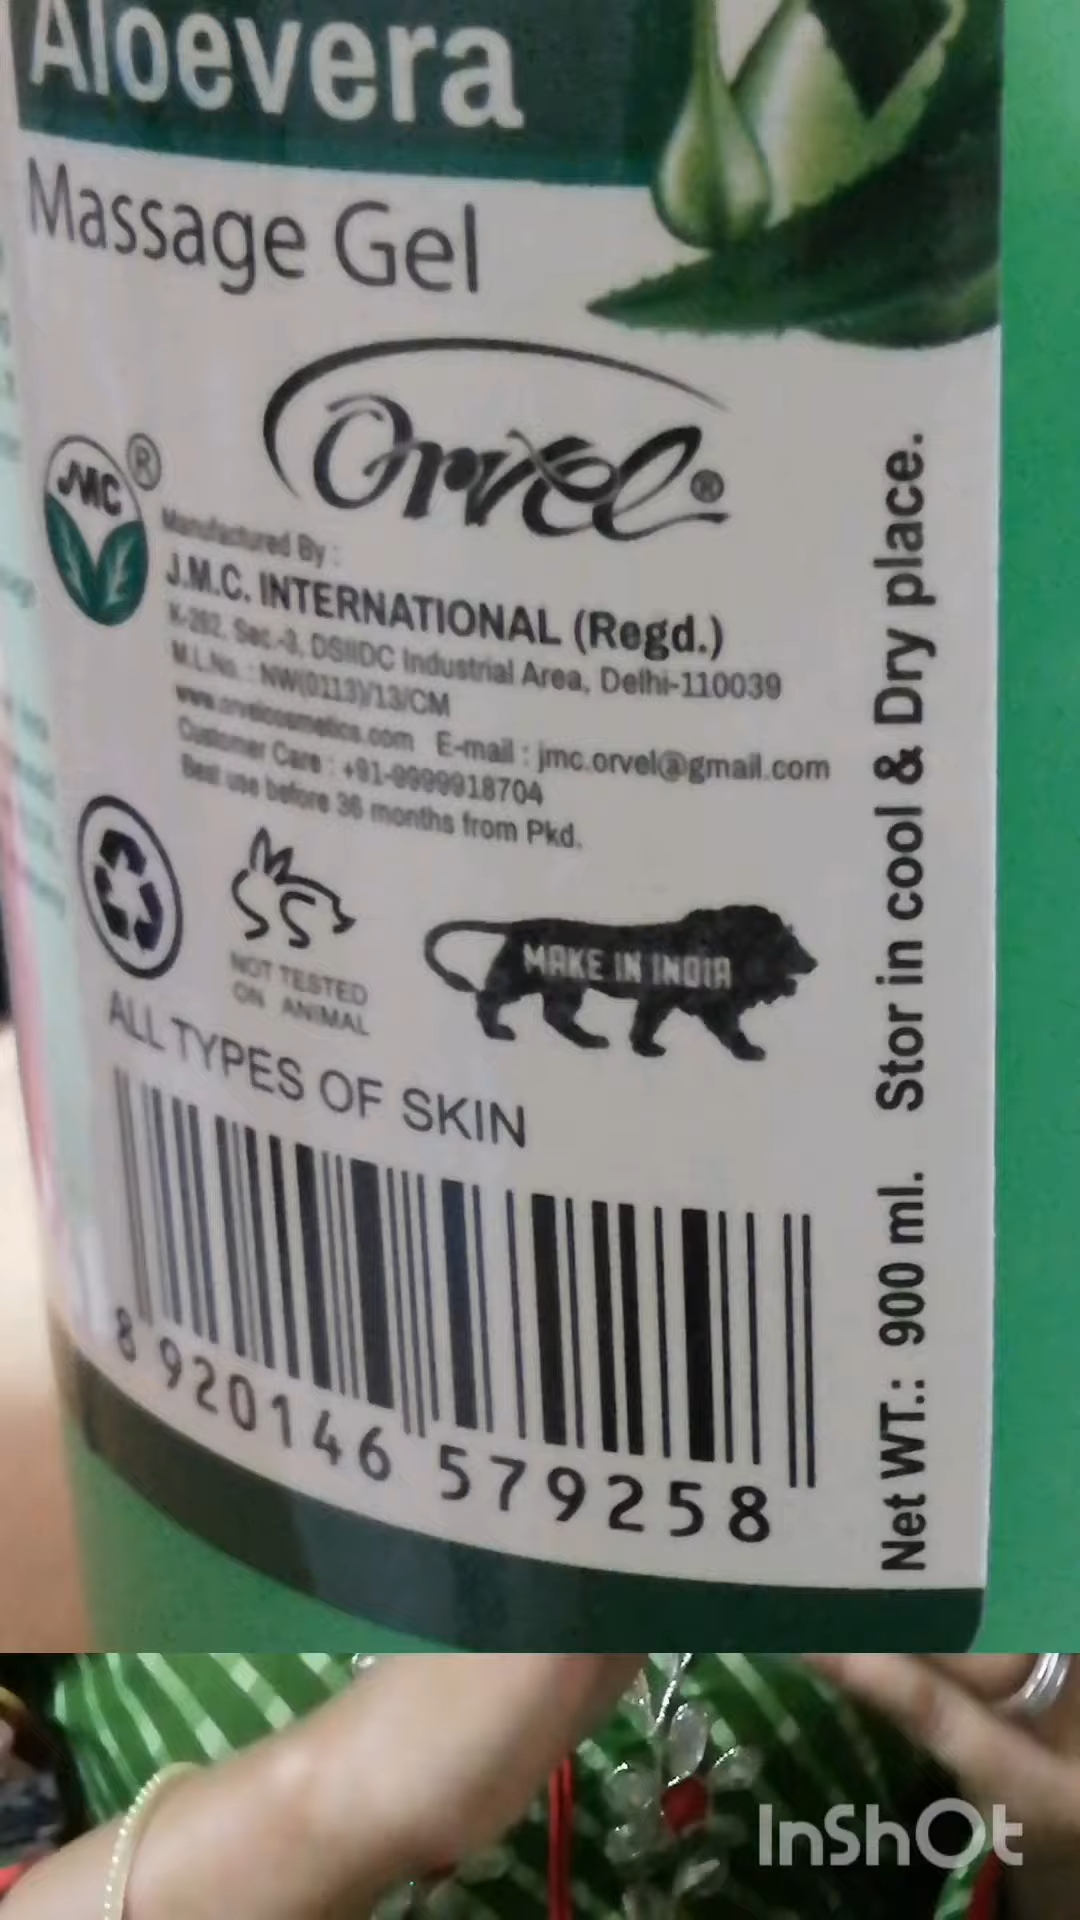 Aloevera
Massage Gel
Orvel®
JMC ®
Manufactured By :
J.M.C. INTERNATIONAL (Regd.)
K-202, Sec.-3, DSIIDC Industrial Area, Delhi-110039
M.L.No. : NW(0113)/13/CM
www.orvelcosmetics.com E-mail : jmc.orvel@gmail.com
Customer Care : +91-9999918704
Best use before 36 months from Pkd.
NOT TESTED
ON ANIMAL
MAKE IN INDIA
ALL TYPES OF SKIN
8 920146 579258
Net WT.: 900 ml. Stor in cool & Dry place.
InShOt